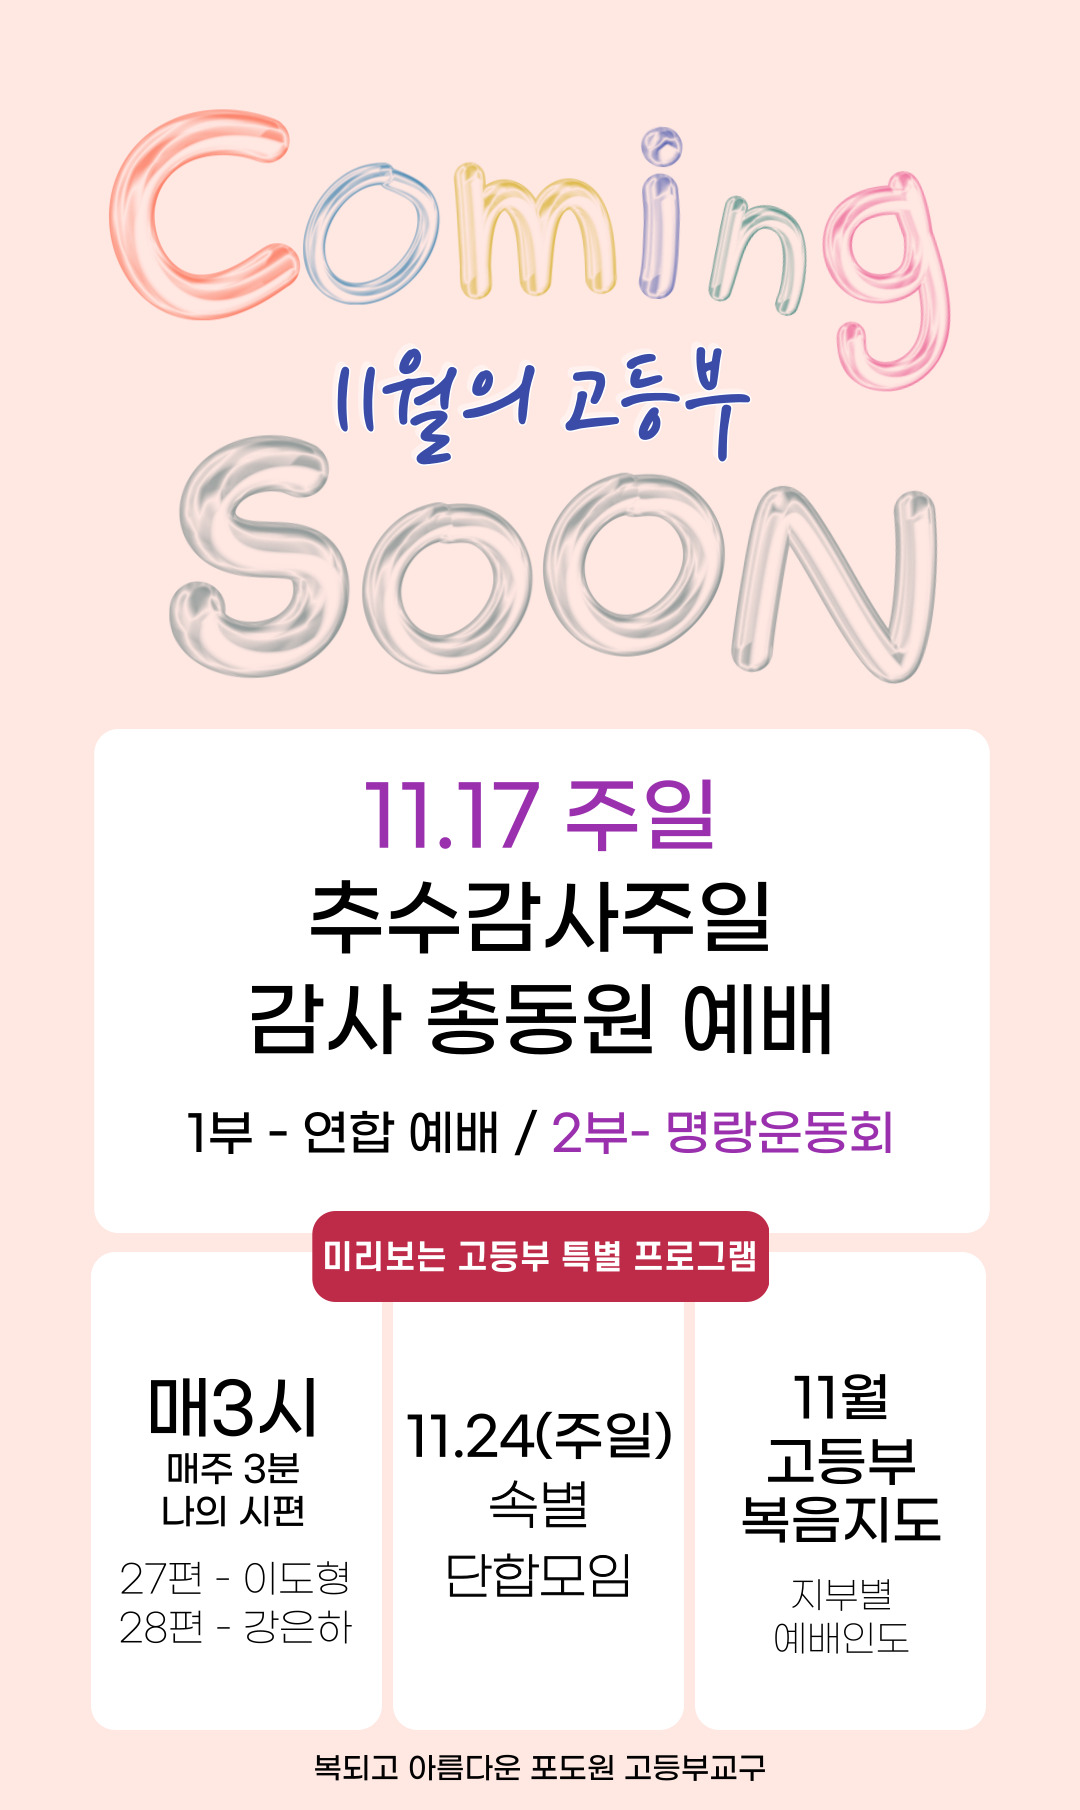 Coming
11월의 고등부
SOON
11.17 주일
추수감사주일
감사 총동원 예배
1부 - 연합 예배 / 2부- 명랑운동회
미리보는 고등부 특별 프로그램
매3시
매주 3분
나의 시편
27편 - 이도형
28편 - 강은하
11.24(주일)
속별
단합모임
11월
고등부
복음지도
지부별
예배인도
복되고 아름다운 포도원 고등부교구